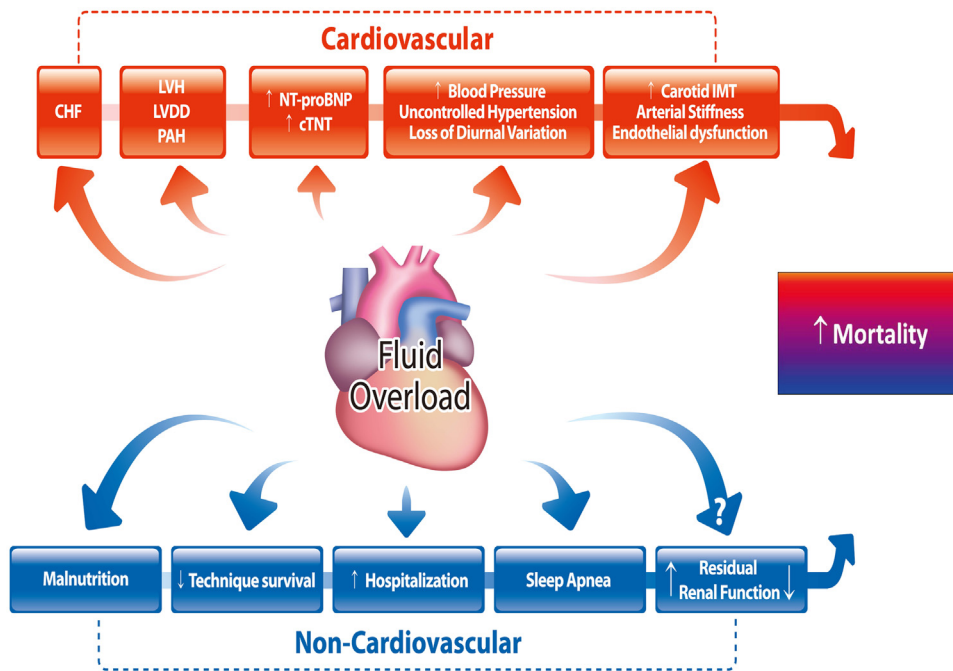 Cardiovascular
CHF
LVH
LVDD
PAH
↑ NT-proBNP
↑ cTNT
↑ Blood Pressure
Uncontrolled Hypertension
Loss of Diurnal Variation
↑ Carotid IMT
Arterial Stiffness
Endothelial dysfunction
↑ Mortality
Fluid
Overload
?
Malnutrition
↓ Technique survival
↑ Hospitalization
Sleep Apnea
↑ Residual
Renal Function ↓
Non-Cardiovascular